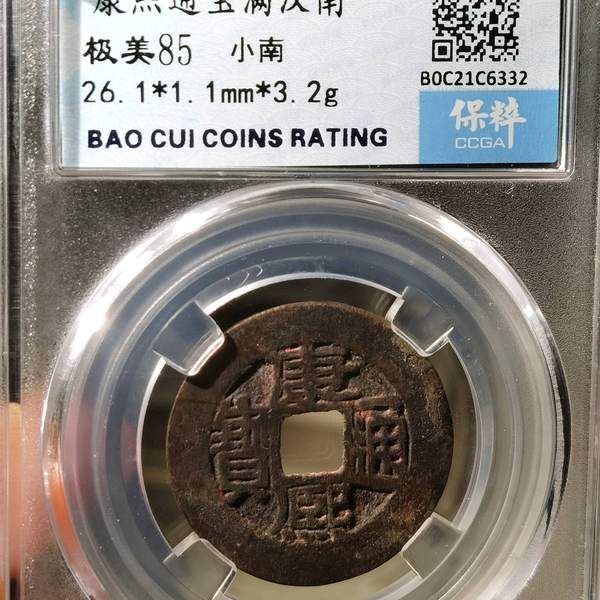 康熙通宝满汉南
极美85 小南
26.1*1.1mm*3.2g
BAO CUI COINS RATING
B0C21C6332
保粹
CCGA
康熙通寶